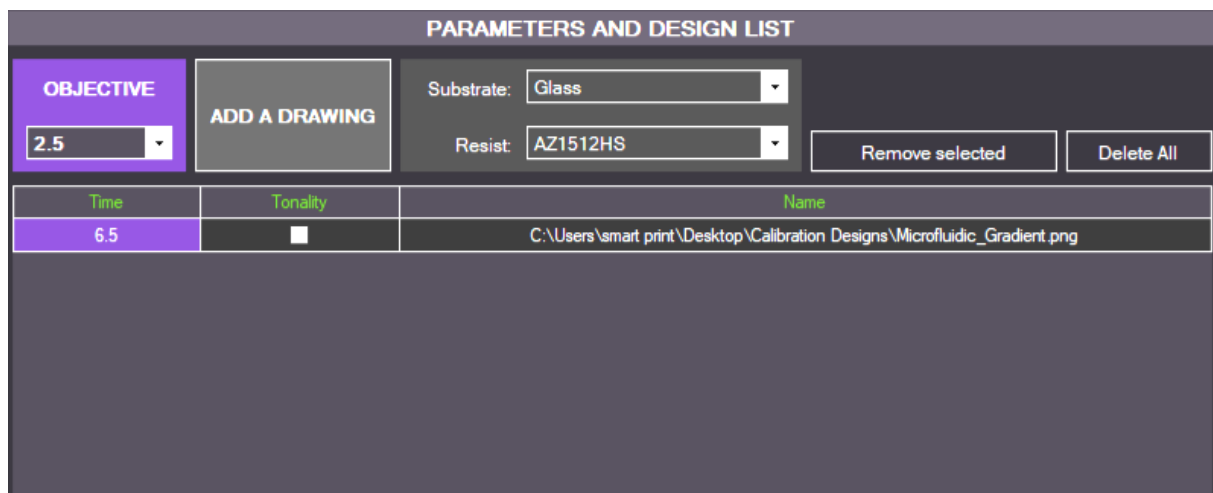 PARAMETERS AND DESIGN LIST
OBJECTIVE
2.5
ADD A DRAWING
Substrate: Glass
Resist: AZ1512HS
Remove selected
Delete All
Time Tonality Name
6.5 C:\Users\smart print\Desktop\Calibration Designs\Microfluidic_Gradient.png